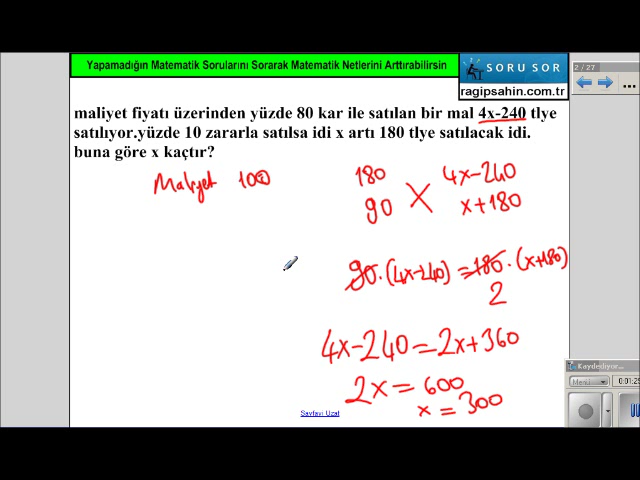 Yapamadığın Matematik Sorularını Sorarak Matematik Netlerini Arttırabilirsin
SORU SOR
ragipsahin.com.tr
2 / 27
maliyet fiyatı üzerinden yüzde 80 kar ile satılan bir mal 4x-240 tlye
satılıyor.yüzde 10 zararla satılsa idi x artı 180 tlye satılacak idi.
buna göre x kaçtır?
Maliyet 100
180 4x-240
90 x+180
90.(4x-240) = 180.(x+180)
2
4x-240 = 2x+360
2x = 600
x = 300
Sayfayı Uzat
Kaydediyor...
Menü